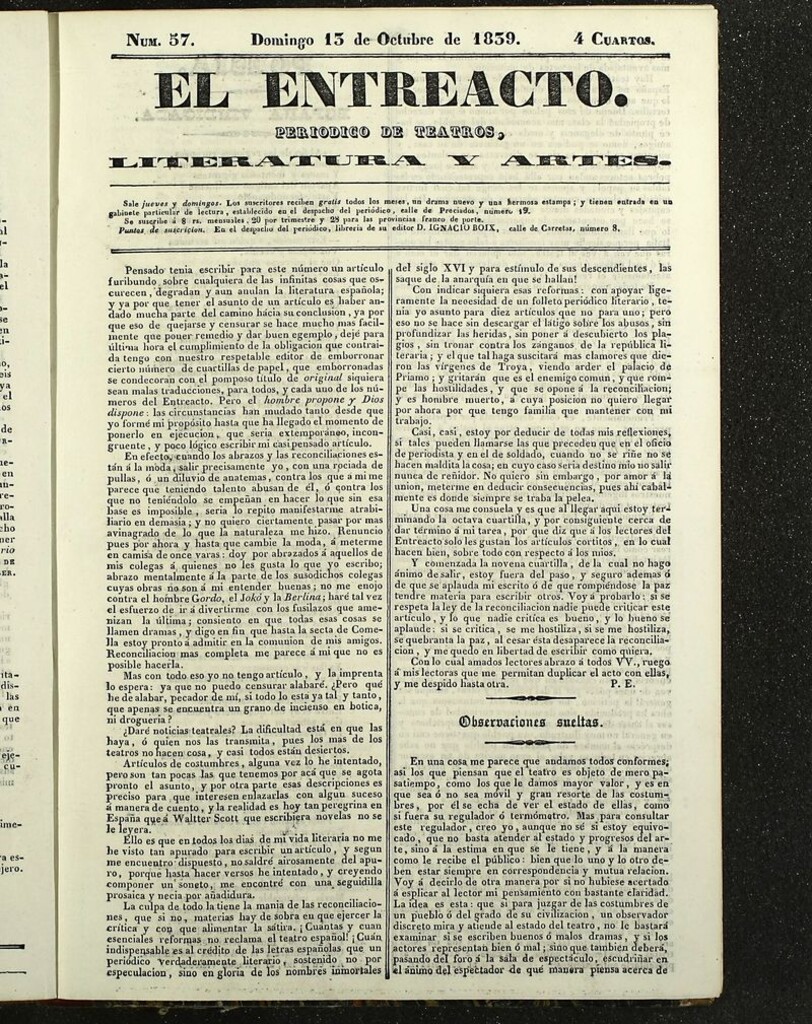 Num. 57. Domingo 13 de Octubre de 1839. 4 Cuartos.
EL ENTREACTO.
PERIODICO DE TEATROS,
LITERATURA Y ARTES.
Sale jueves y domingos. Los suscritores reciben gratis todos los meses, un drama nuevo y una hermosa estampa; y tienen entrada en un
gabinete particular de lectura, establecido en el despacho del periódico, calle de Preciados, número 19.
Se suscribe á 8 rs. mensuales, 20 por trimestre y 28 para las provincias franco de porte.
Puntos de suscricion. En el despacho del periódico, librería de su editor D. IGNACIO BOIX, calle de Carretas, número 8.
Pensado tenia escribir para este número un artículo
furibundo sobre cualquiera de las infinitas cosas que os-
curecen, degradan y aun anulan la literatura española;
y ya por que tener el asunto de un artículo es haber an-
dado mucha parte del camino hácia su conclusion, ya por
que eso de quejarse y censurar se hace mucho mas facil-
mente que poner remedio y dar buen egemplo, dejé para
última hora el cumplimiento de la obligacion que contrai-
da tengo con nuestro respetable editor de emborronar
cierto número de cuartillas de papel, que emborronadas
se condecoran con el pomposo título de original siquiera
sean malas traducciones, para todos, y cada uno de los nú-
meros del Entreacto. Pero el hombre propone y Dios
dispone: las circunstancias han mudado tanto desde que
yo formé mi propósito hasta que ha llegado el momento de
ponerlo en ejecucion, que seria extemporáneo, incon-
gruente, y poco lógico escribir mi casi pensado artículo.
En efecto, cuando los abrazos y las reconciliaciones es-
tán á la moda, salir precisamente yo, con una rociada de
pullas, ó un diluvio de anatemas, contra los que á mi me
parece que teniendo talento abusan de él, ó contra los
que no teniéndolo se empeñan en hacer lo que sin esa
base es imposible, seria lo repito manifestarme atrabi-
liario en demasia; y no quiero ciertamente pasar por mas
avinagrado de lo que la naturaleza me hizo. Renuncio
pues por ahora y hasta que cambie la moda, á meterme
en camisa de once varas: doy por abrazados á aquellos de
mis colegas á quienes no les gusta lo que yo escribo;
abrazo mentalmente á la parte de los susodichos colegas
cuyas obras no son á mi entender buenas; no me enojo
contra el hombre Gordo, el Jokó y la Berlina; haré tal vez
el esfuerzo de ir á divertirme con los fusilazos que ame-
nizan la última; consiento en que todas esas cosas se
llamen dramas, y digo en fin que hasta la secta de Come-
lla estoy pronto á admitir en la comunion de mis amigos.
Reconciliacion mas completa me parece á mi que no es
posible hacerla.
Mas con todo eso yo no tengo artículo, y la imprenta
lo espera: ya que no puedo censurar alabaré. ¿Pero qué
he de alabar, pecador de mí, si todo lo esta ya tal y tanto,
que apenas se encuentra un grano de incienso en botica,
ni droguería?
¿Daré noticias teatrales? La dificultad está en que las
haya, ó quien nos las transmita, pues los mas de los
teatros no hacen cosa, y casi todos están desiertos.
Artículos de costumbres, alguna vez lo he intentado,
pero son tan pocas las que tenemos por acá que se agota
pronto el asunto, y por otra parte esas descripciones es
preciso para que interesen enlazarlas con algun suceso
á manera de cuento, y la realidad es hoy tan peregrina en
España que á Waltter Scott que escribiera novelas no se
le leyera.
Ello es que en todos los dias de mi vida literaria no me
he visto tan apurado para escribir un artículo, y segun
me encuentro dispuesto, no saldré airosamente del apu-
ro, porque hasta hacer versos he intentado, y creyendo
componer un soneto, me encontré con una seguidilla
prosaica y necia por añadidura.
La culpa de todo la tiene la mania de las reconciliacio-
nes, que si no, materias hay de sobra en que ejercer la
crítica y con que alimentar la sátira. ¡Cuantas y cuan
esenciales reformas no reclama el teatro español! ¡Cuán
indispensable es al crédito de las letras españolas que un
periódico verdaderamente literario, sostenido no por
especulacion, sino en gloria de los nombres inmortales
del siglo XVI y para estímulo de sus descendientes, las
saque de la anarquía en que se hallan!
Con indicar siquiera esas reformas: con apoyar lige-
ramente la necesidad de un folleto periódico literario, te-
nia yo asunto para diez artículos que no para uno; pero
eso no se hace sin descargar el látigo sobre los abusos, sin
profundizar las heridas, sin poner á descubierto los pla-
gios, sin tronar contra los zánganos de la república li-
teraria; y el que tal haga suscitará mas clamores que die-
ron las vírgenes de Troya, viendo arder el palacio de
Priamo; y gritarán que es el enemigo comun, y que rom-
pe las hostilidades, y que se opone á la reconciliacion;
y es hombre muerto, á cuya posicion no quiero llegar
por ahora por que tengo familia que mantener con mi
trabajo.
Casi, casi, estoy por deducir de todas mis reflexiones,
si tales pueden llamarse las que preceden que en el oficio
de periodista y en el de soldado, cuando no se riñe no se
hacen maldita la cosa; en cuyo caso seria destino mio no salir
nunca de reñidor. No quiero sin embargo, por amor á la
union, meterme en deducir consecuencias, pues ahi cabal-
mente es donde siempre se traba la pelea.
Una cosa me consuela y es que al llegar aquí estoy ter-
minando la octava cuartilla, y por consiguiente cerca de
dar término á mi tarea, por que diz que á los lectores del
Entreacto solo les gustan los artículos cortitos, en lo cual
hacen bien, sobre todo con respecto á los mios.
Y comenzada la novena cuartilla, de la cual no hago
ánimo de salir, estoy fuera del paso, y seguro ademas ó
de que se aplauda mi escrito ó de que rompiéndose la paz
tendre materia para escribir otros. Voy á probarlo: si se
respeta la ley de la reconciliacion nadie puede criticar este
artículo, y lo que nadie critica es bueno, y lo bueno se
aplaude: si se critica, se me hostiliza, si se me hostiliza,
se quebranta la paz, al cesar ésta desaparece la reconcilia-
cion, y me quedo en libertad de escribir como quiera.
Con lo cual amados lectores abrazo á todos VV., ruego
á mis lectoras que me permitan duplicar el acto con ellas,
y me despido hasta otra. P. E.
Observaciones sueltas.
En una cosa me parece que andamos todos conformes;
asi los que piensan que el teatro es objeto de mero pa-
satiempo, como los que le damos mayor valor, y es en
que sea ó no sea móvil y gran resorte de las costum-
bres, por él se echa de ver el estado de ellas, como
si fuera su regulador ó termómetro. Mas para consultar
este regulador, creo yo, aunque no sé si estoy equivo-
cado, que no basta atender al estado y progresos del ar-
te, sino á la estima en que se le tiene, y á la manera
como le recibe el público: bien que lo uno y lo otro de-
ben estar siempre en correspondencia y mutua relacion.
Voy á decirlo de otra manera por si no hubiese acertado
á esplicar al lector mi pensamiento con bastante claridad.
La idea es esta: que si para juzgar de las costumbres de
un pueblo ó del grado de su civilizacion, un observador
discreto mira y atiende al estado del teatro, no le bastará
examinar si se escriben buenos ó malos dramas, y si los
actores representan bien ó mal; sino que tambien deberá,
pasando del foro á la sala de espectáculo, escudriñar en
el ánimo del espectador de qué manera piensa acerca de